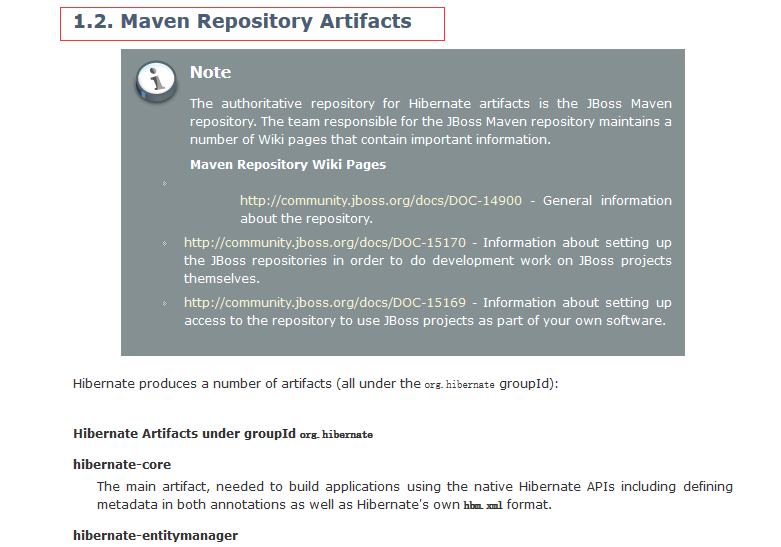 1.2. Maven Repository Artifacts
Note
The authoritative repository for Hibernate artifacts is the JBoss Maven
repository. The team responsible for the JBoss Maven repository maintains a
number of Wiki pages that contain important information.
Maven Repository Wiki Pages
http://community.jboss.org/docs/DOC-14900 - General information
about the repository.
http://community.jboss.org/docs/DOC-15170 - Information about setting up
the JBoss repositories in order to do development work on JBoss projects
themselves.
http://community.jboss.org/docs/DOC-15169 - Information about setting up
access to the repository to use JBoss projects as part of your own software.
Hibernate produces a number of artifacts (all under the org.hibernate groupId):
Hibernate Artifacts under groupId org.hibernate
hibernate-core
The main artifact, needed to build applications using the native Hibernate APIs including defining
metadata in both annotations as well as Hibernate's own hbm.xml format.
hibernate-entitymanager